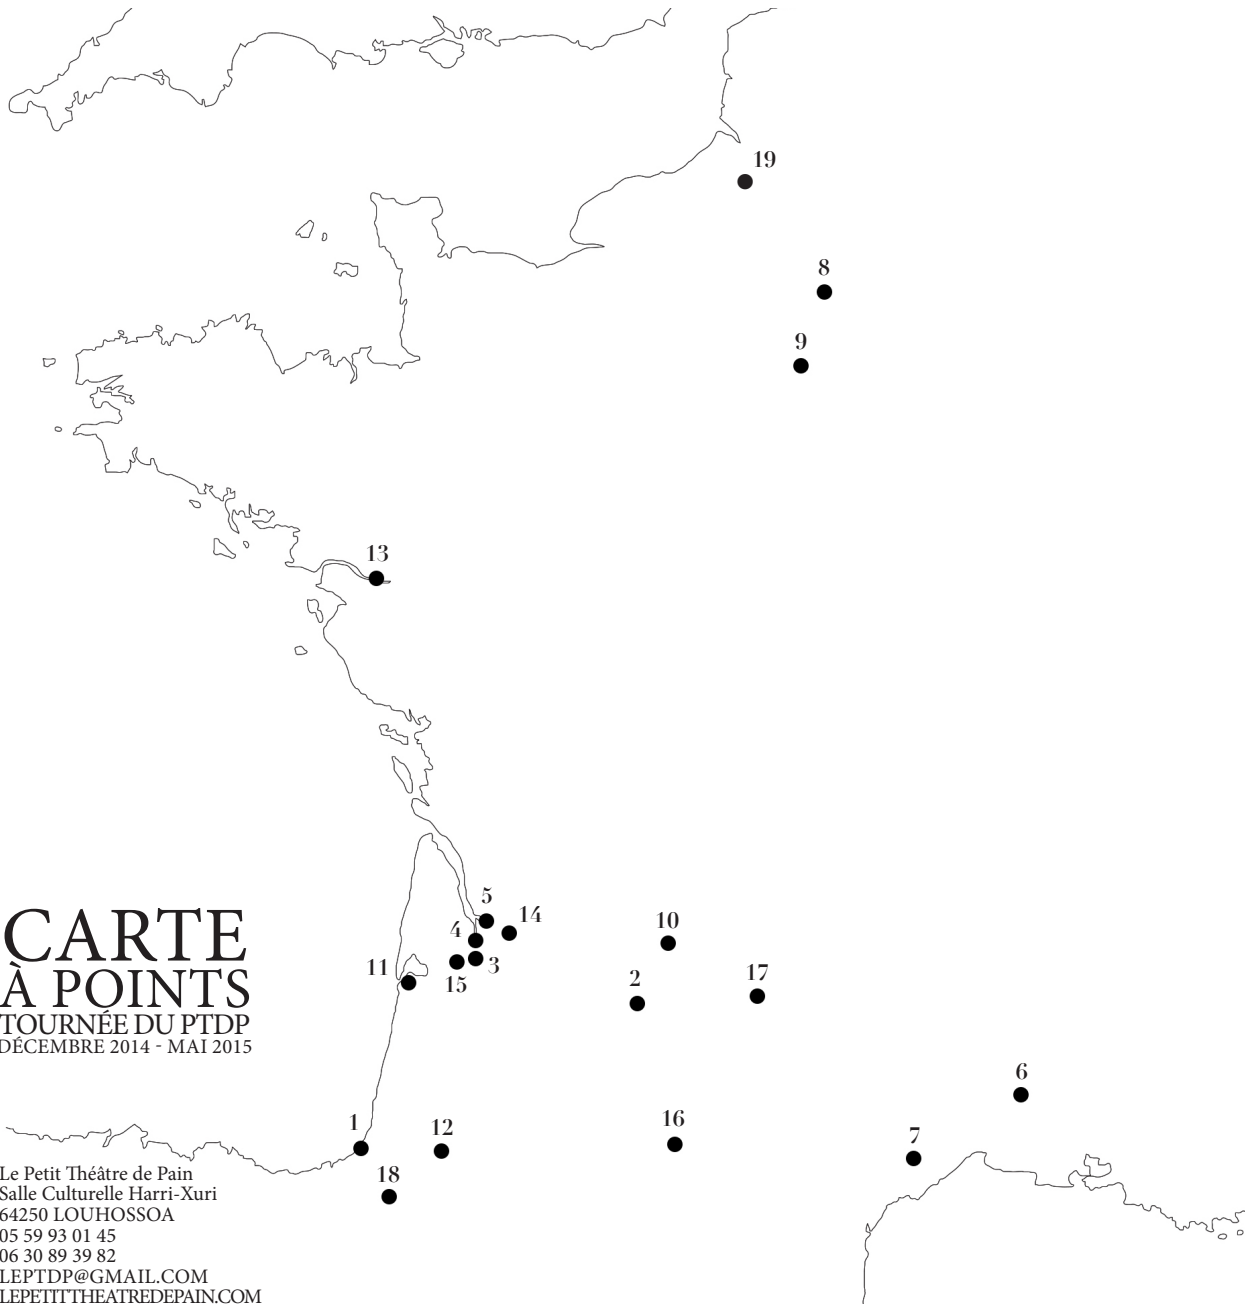 19
8
9
13
5
14
4
10
3
11
15
17
2
CARTE
À POINTS
TOURNÉE DU PTDP
DÉCEMBRE 2014 - MAI 2015
6
1
12
16
7
18
Le Petit Théâtre de Pain
Salle Culturelle Harri-Xuri
64250 LOUHOSSOA
05 59 93 01 45
06 30 89 39 82
LEPTDP@GMAIL.COM
LEPETITTHEATREDEPAIN.COM